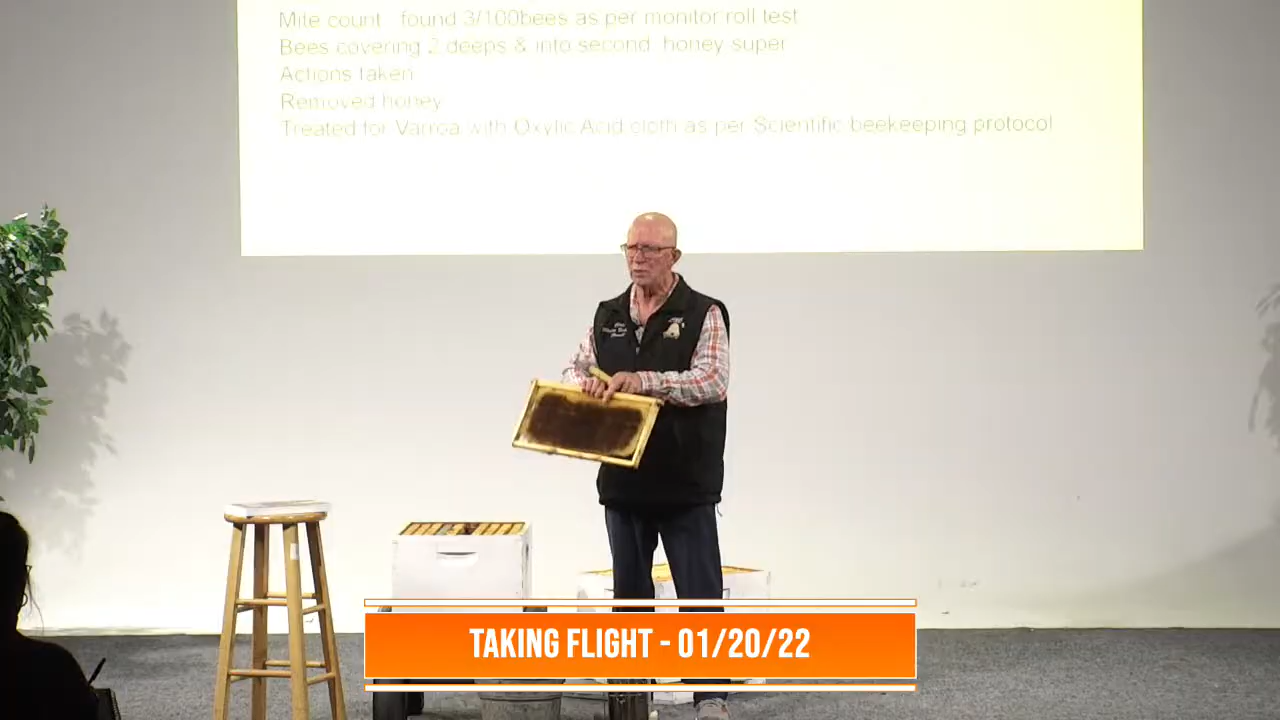 Mite count found 3/100bees as per monitor roll test
Bees covering 2 deeps & into second honey super
Actions taken
Removed honey
Treated for Varroa with Oxylic Acid cloth as per Scientific beekeeping protocol
TAKING FLIGHT - 01/20/22